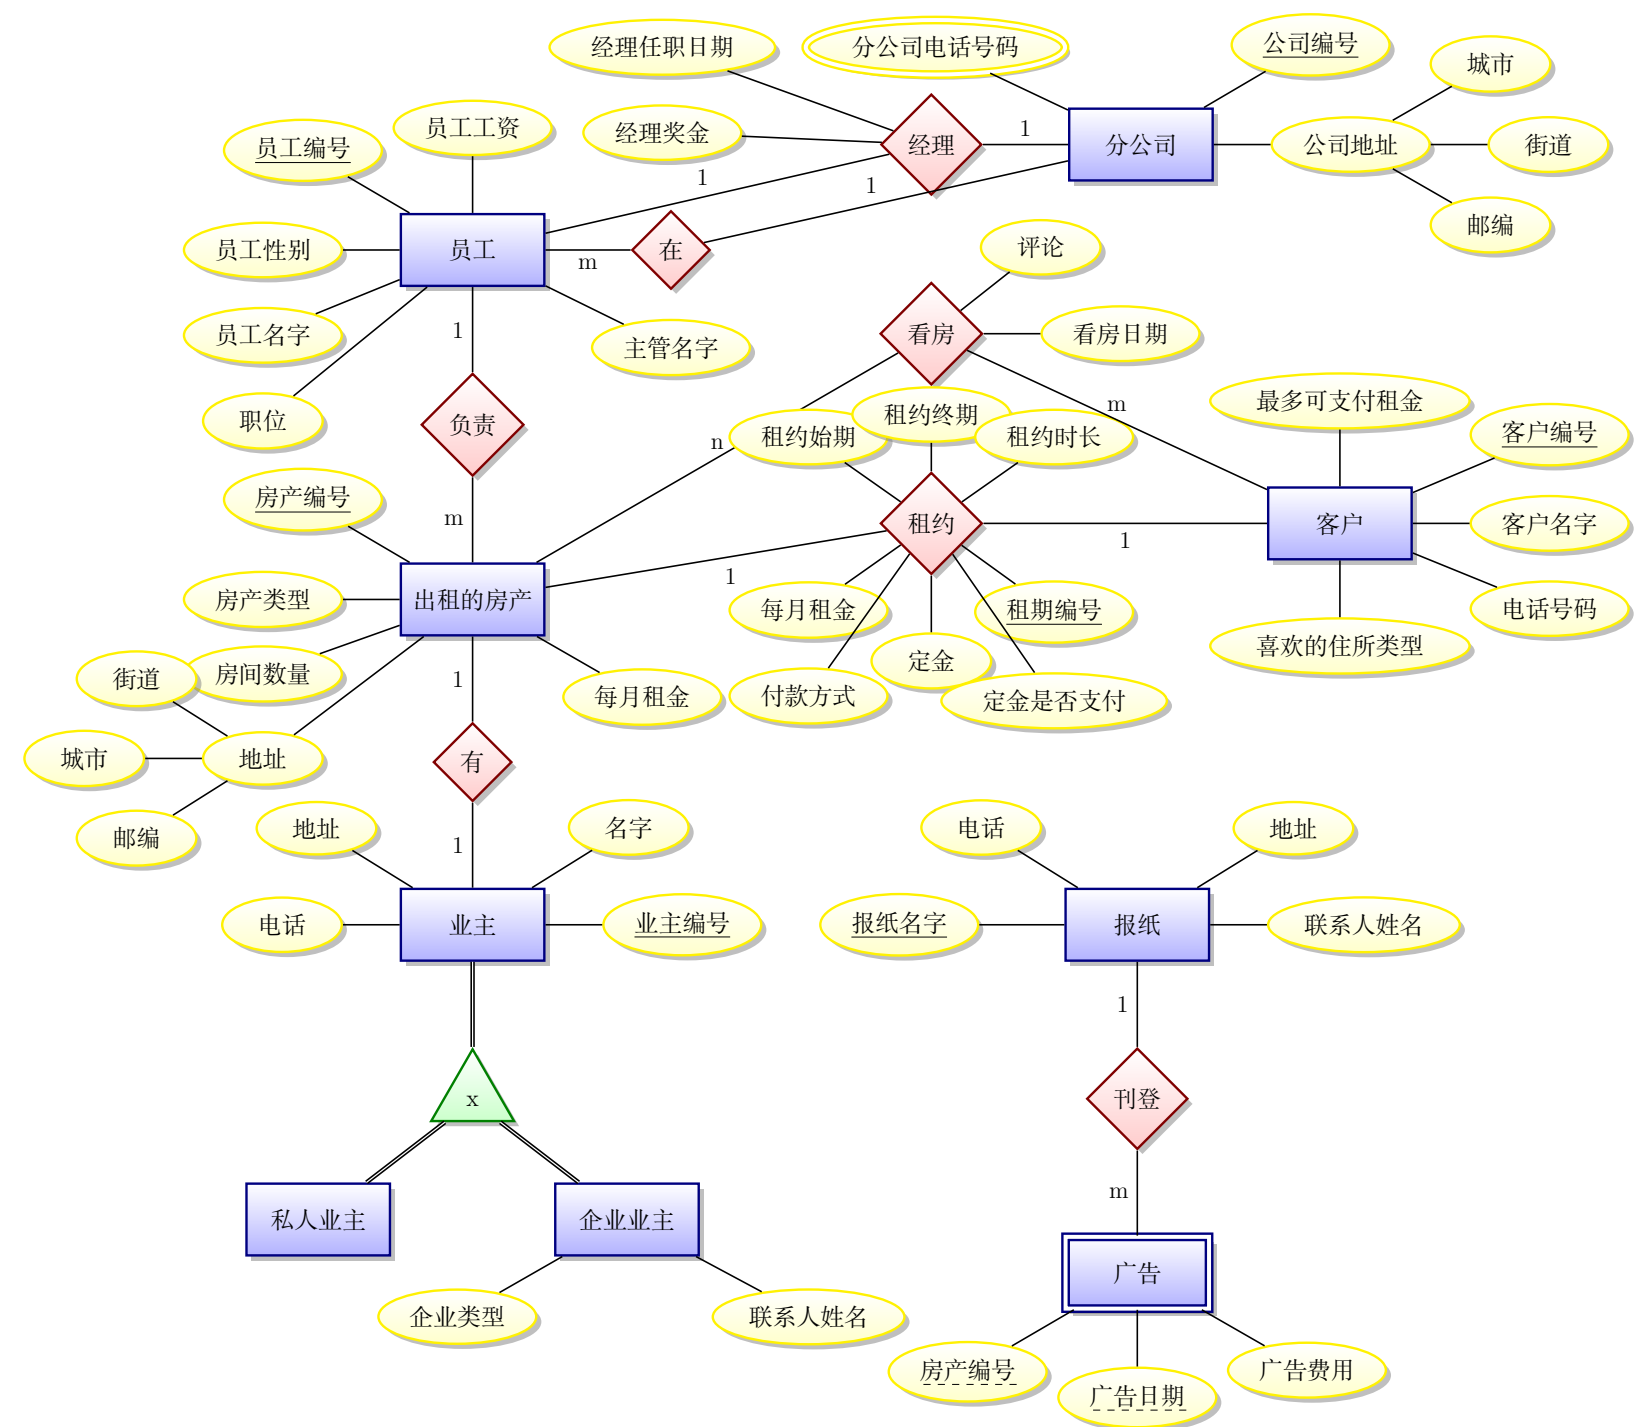 经理任职日期
分公司电话号码
公司编号
城市
员工工资
经理奖金
员工编号
经理
1
分公司
公司地址
街道
1
1
邮编
员工性别
员工
m
在
评论
员工名字
1
主管名字
看房
看房日期
职位
负责
n
租约始期
租约终期
租约时长
m
最多可支付租金
客户编号
房产编号
m
租约
1
客户
客户名字
房产类型
出租的房产
1
每月租金
租期编号
电话号码
街道
房间数量
1
每月租金
付款方式
定金
定金是否支付
喜欢的住所类型
城市
地址
有
邮编
地址
1
名字
电话
地址
电话
业主
业主编号
报纸名字
报纸
联系人姓名
1
x
刊登
私人业主
企业业主
m
广告
企业类型
联系人姓名
房产编号
广告日期
广告费用